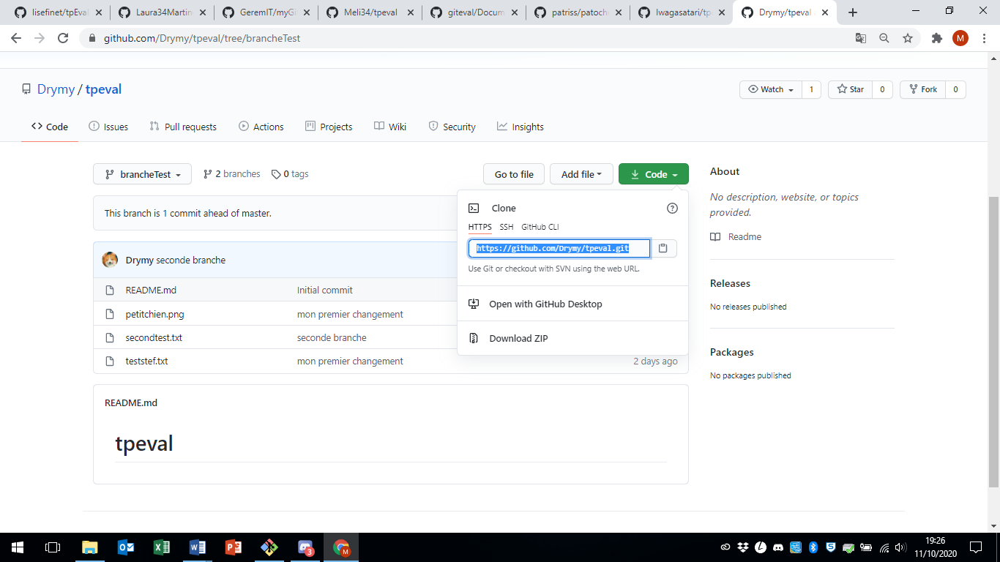 lisefinet/tpEval
Laura34Martin
GeremIT/myGi
Meli34/tpeval
giteval/Docum
patriss/patoche
Iwagasatari/tp
Drymy/tpeval
github.com/Drymy/tpeval/tree/brancheTest
M
Drymy / tpeval
Watch 1
Star 0
Fork 0
Code
Issues
Pull requests
Actions
Projects
Wiki
Security
Insights
brancheTest
2 branches
0 tags
Go to file
Add file
Code
About
No description, website, or topics
provided.
Readme
Releases
No releases published
Packages
No packages published
This branch is 1 commit ahead of master.
Clone
HTTPS SSH GitHub CLI
https://github.com/Drymy/tpeval.git
Use Git or checkout with SVN using the web URL.
Open with GitHub Desktop
Download ZIP
Drymy seconde branche
README.md Initial commit
petitchien.png mon premier changement
secondtest.txt seconde branche
teststef.txt mon premier changement 2 days ago
README.md
tpeval
3
M
19:26
11/10/2020